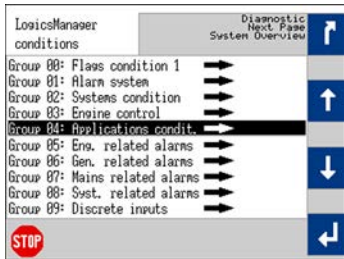 LogicsManager
conditions
Diagnostic
Next Page
System Overview
Group 00: Flags condition 1
Group 01: Alarm system
Group 02: Systems condition
Group 03: Engine control
Group 04: Applications condit.
Group 05: Eng. related alarms
Group 06: Gen. related alarms
Group 07: Mains related alarms
Group 08: Syst. related alarms
Group 09: Discrete inputs
STOP